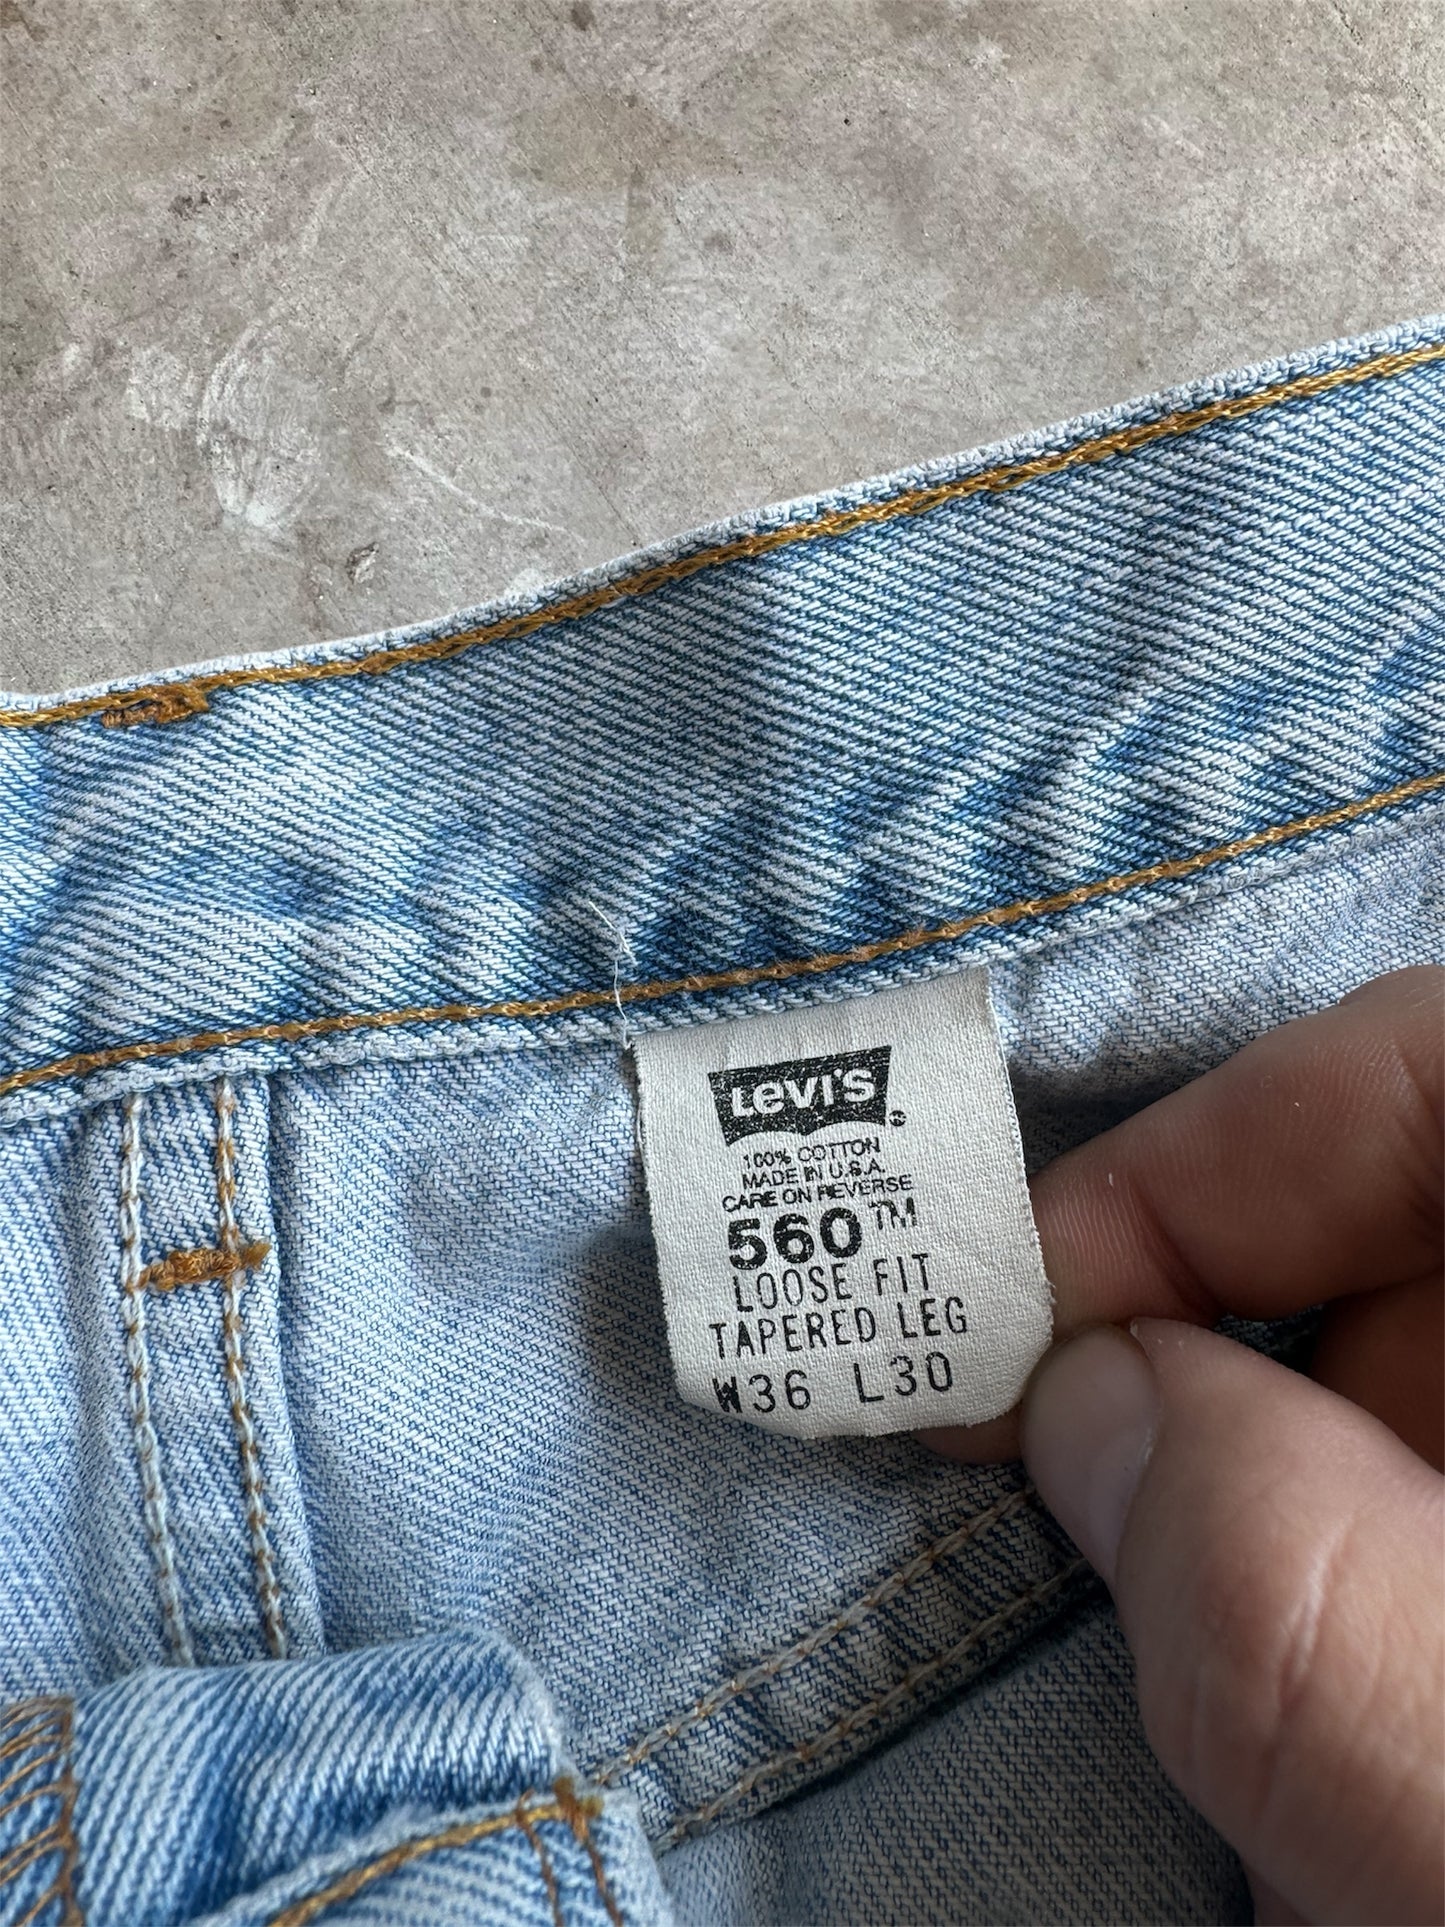 Levi's
100% COTTON
MADE IN U.S.A.
CARE ON REVERSE
560™
LOOSE FIT
TAPERED LEG
W36 L30